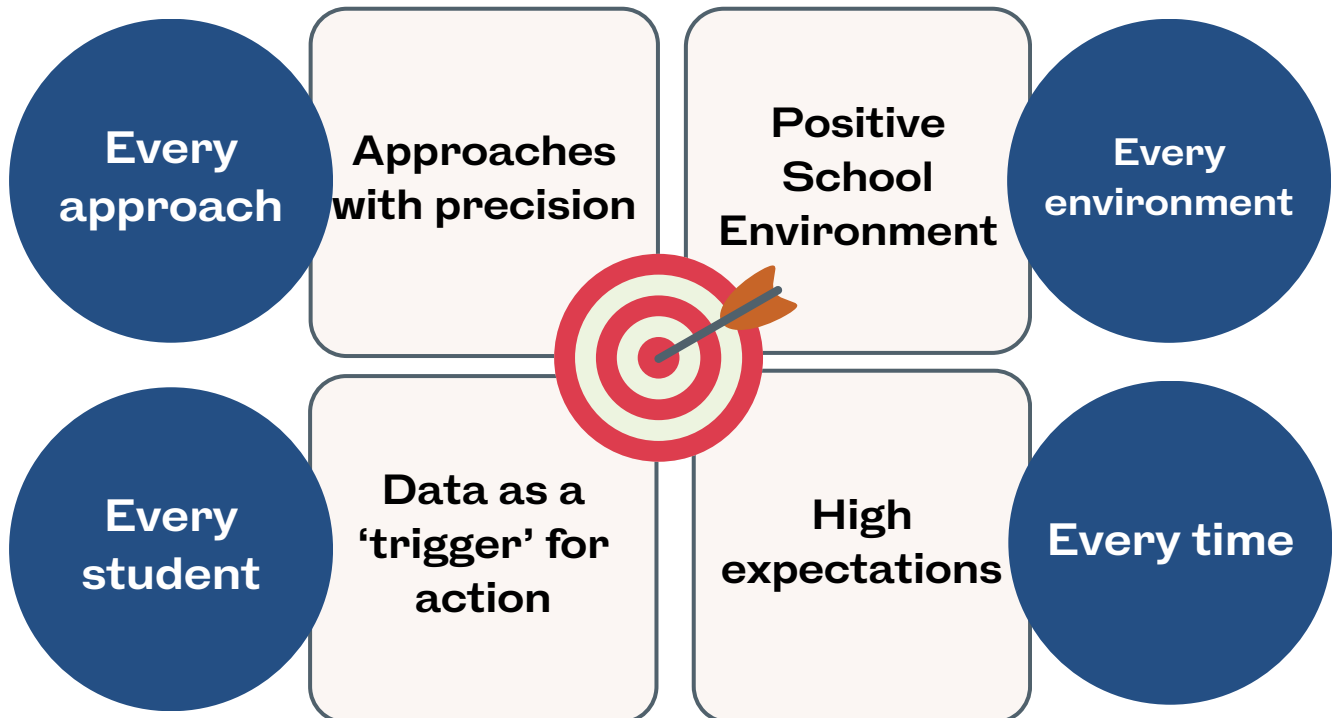 Every
approach
Approaches
with precision
Positive
School
Environment
Every
environment
Every
student
Data as a
‘trigger’ for
action
High
expectations
Every time